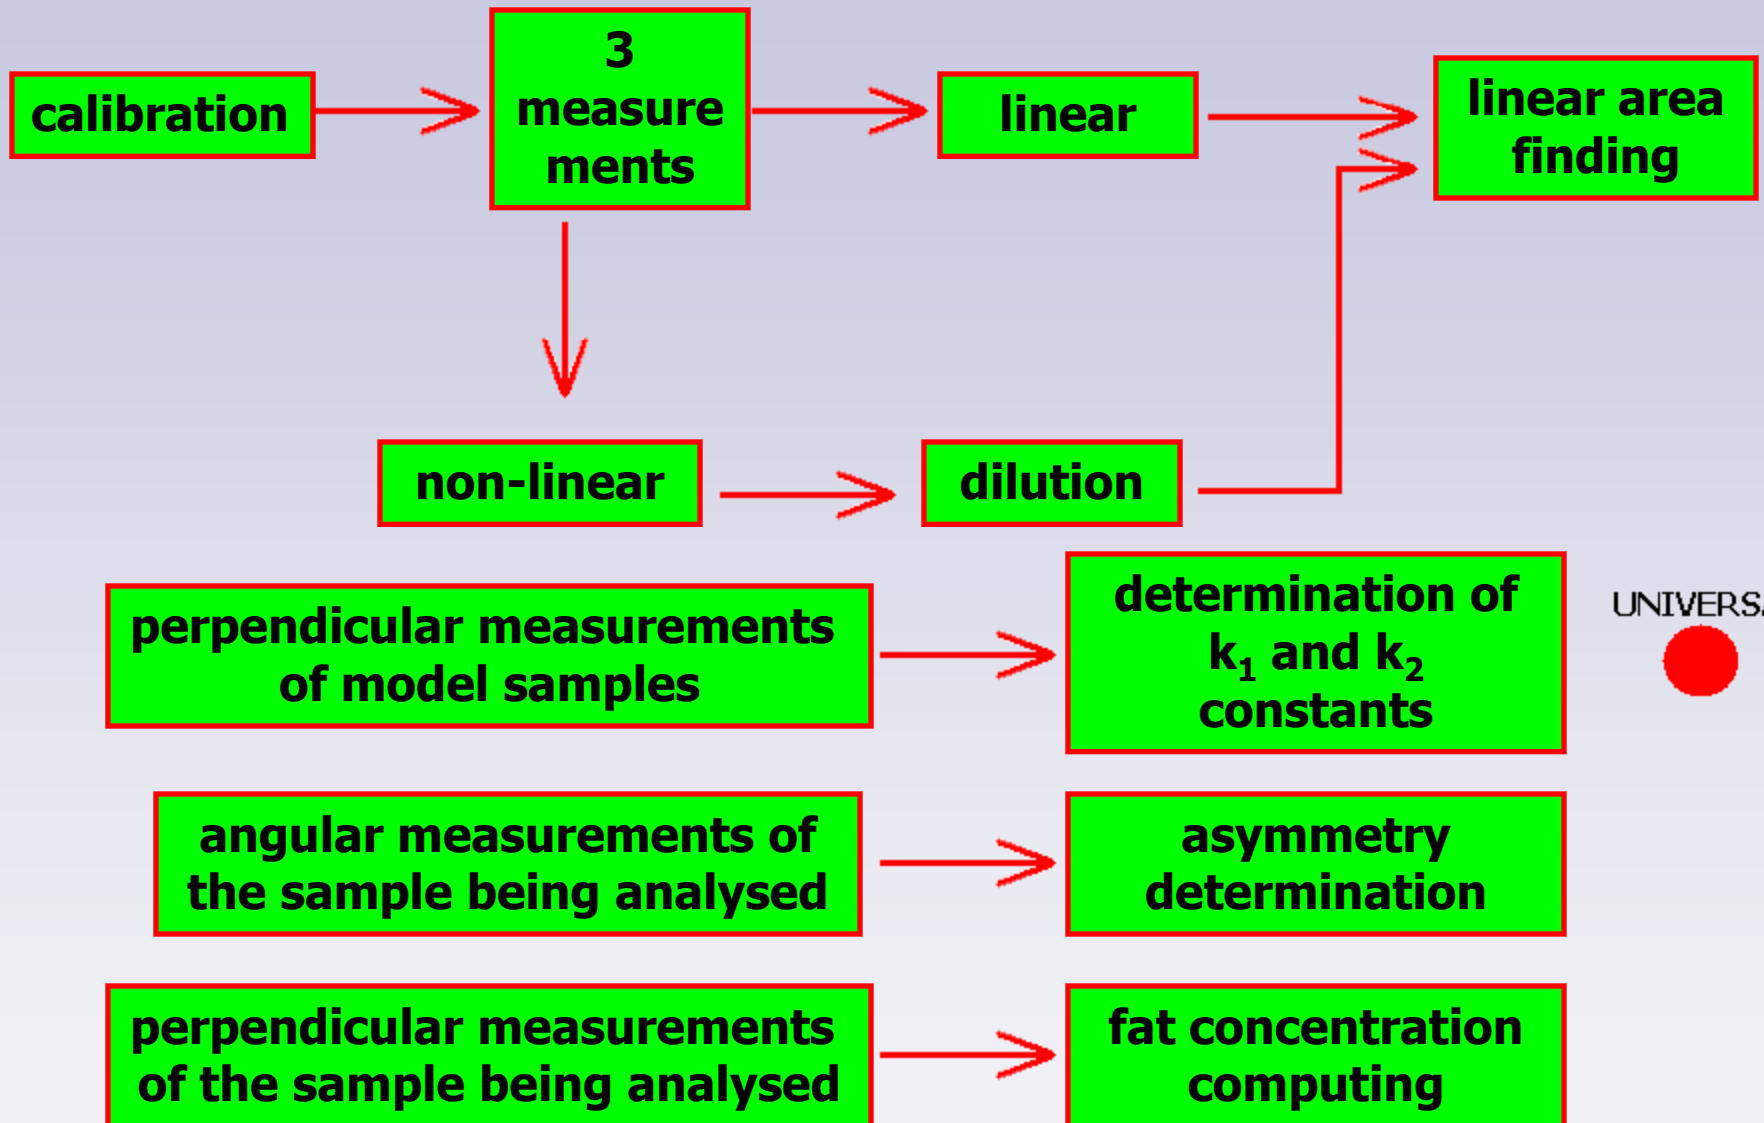 calibration
3
measure
ments
linear
linear area
finding
non-linear
dilution
perpendicular measurements
of model samples
determination of
k₁ and k₂
constants
UNIVERS
angular measurements of
the sample being analysed
asymmetry
determination
perpendicular measurements
of the sample being analysed
fat concentration
computing